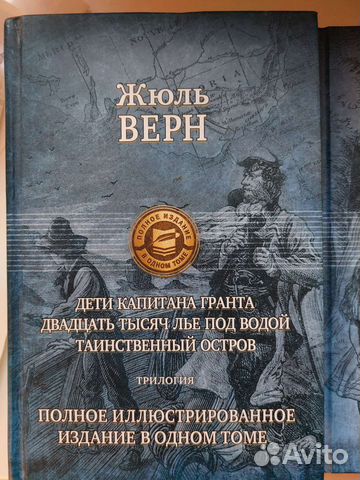 Жюль
ВЕРН
ПОЛНОЕ ИЗДАНИЕ
В ОДНОМ ТОМЕ
ДЕТИ КАПИТАНА ГРАНТА
ДВАДЦАТЬ ТЫСЯЧ ЛЬЕ ПОД ВОДОЙ
ТАИНСТВЕННЫЙ ОСТРОВ
ТРИЛОГИЯ
ПОЛНОЕ ИЛЛЮСТРИРОВАННОЕ
ИЗДАНИЕ В ОДНОМ ТОМЕ
Avito